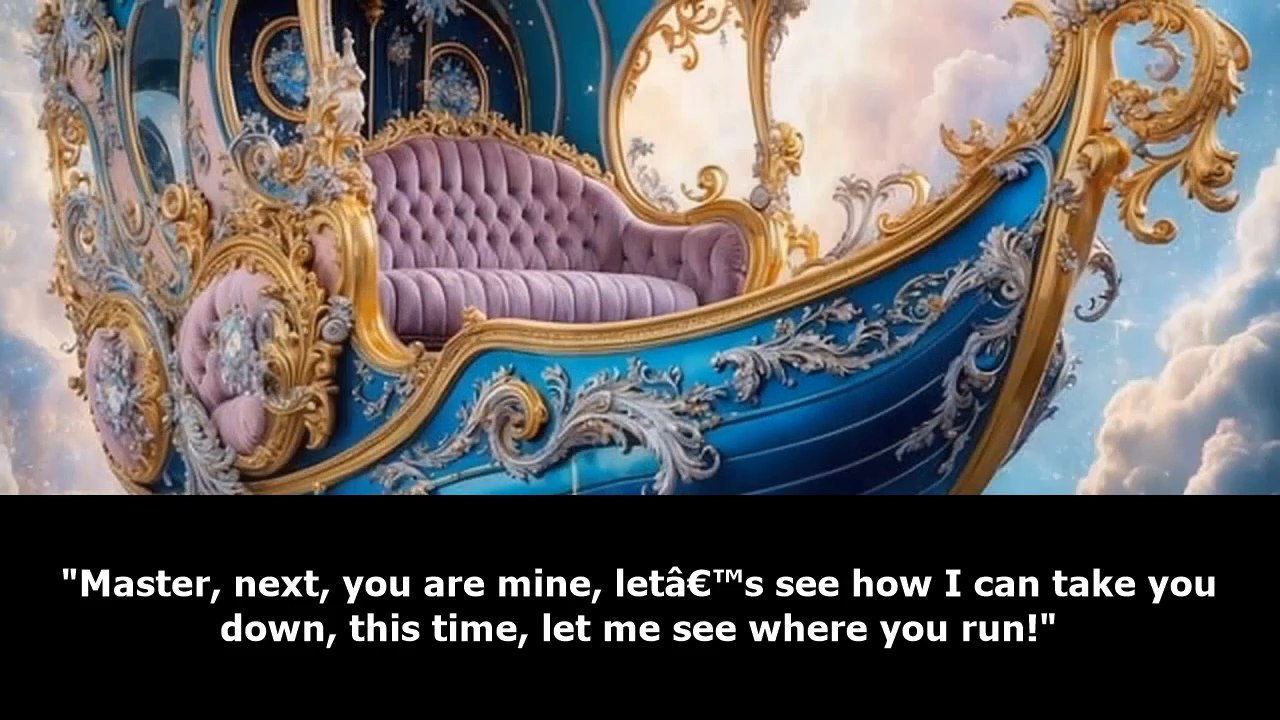 "Master, next, you are mine, letâ€™s see how I can take you
down, this time, let me see where you run!"